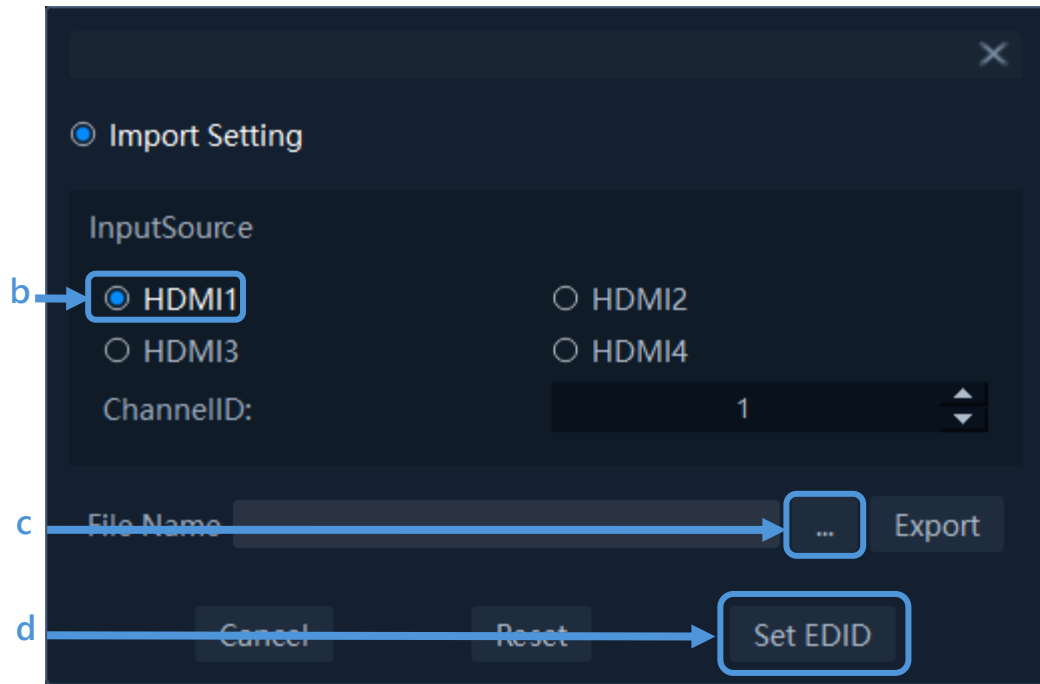 Import Setting
InputSource
b HDMI1 HDMI2
HDMI3 HDMI4
ChannelID: 1
c File Name ... Export
d Cancel Reset Set EDID